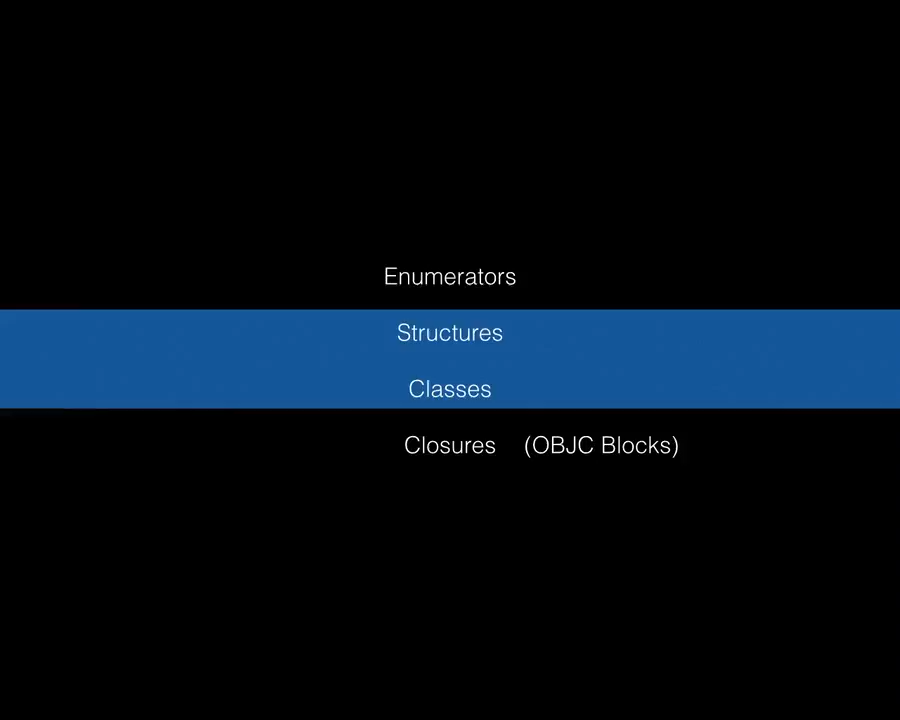 Enumerators
Structures
Classes
Closures (OBJC Blocks)